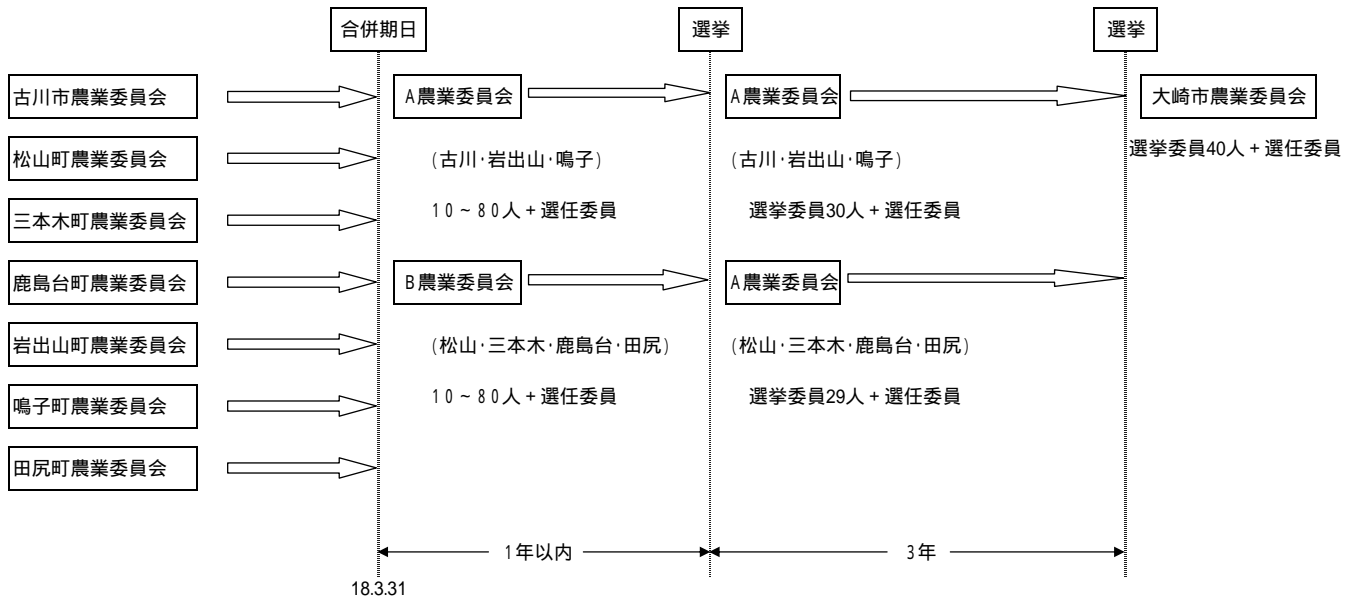 合併期日
選挙
選挙
古川市農業委員会
A農業委員会
A農業委員会
大崎市農業委員会
松山町農業委員会
(古川・岩出山・鳴子)
(古川・岩出山・鳴子)
選挙委員40人+選任委員
三本木町農業委員会
10~80人+選任委員
選挙委員30人+選任委員
鹿島台町農業委員会
B農業委員会
A農業委員会
岩出山町農業委員会
(松山・三本木・鹿島台・田尻)
(松山・三本木・鹿島台・田尻)
鳴子町農業委員会
10~80人+選任委員
選挙委員29人+選任委員
田尻町農業委員会
1年以内
3年
18.3.31